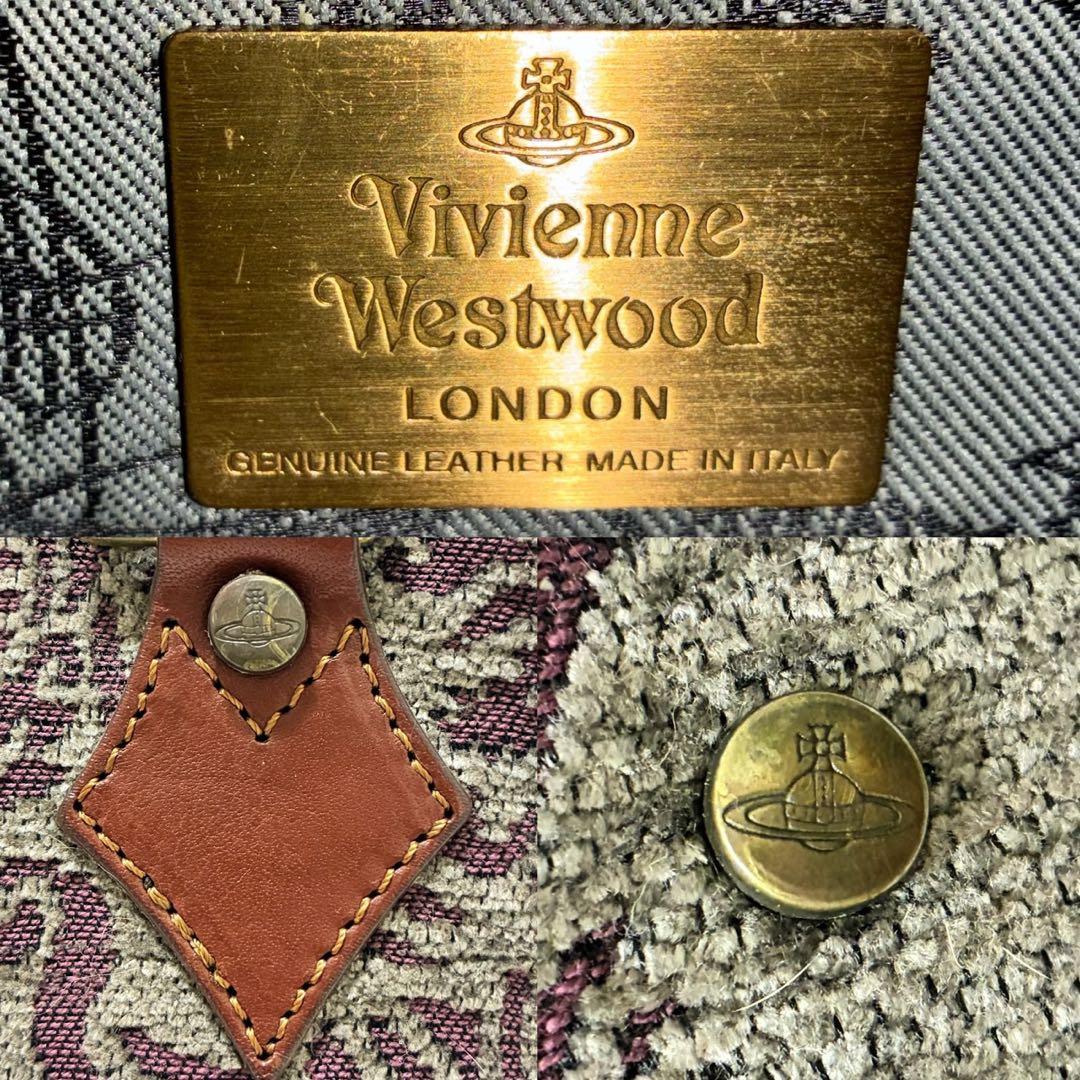 Vivienne
Westwood
LONDON
GENUINE LEATHER MADE IN ITALY